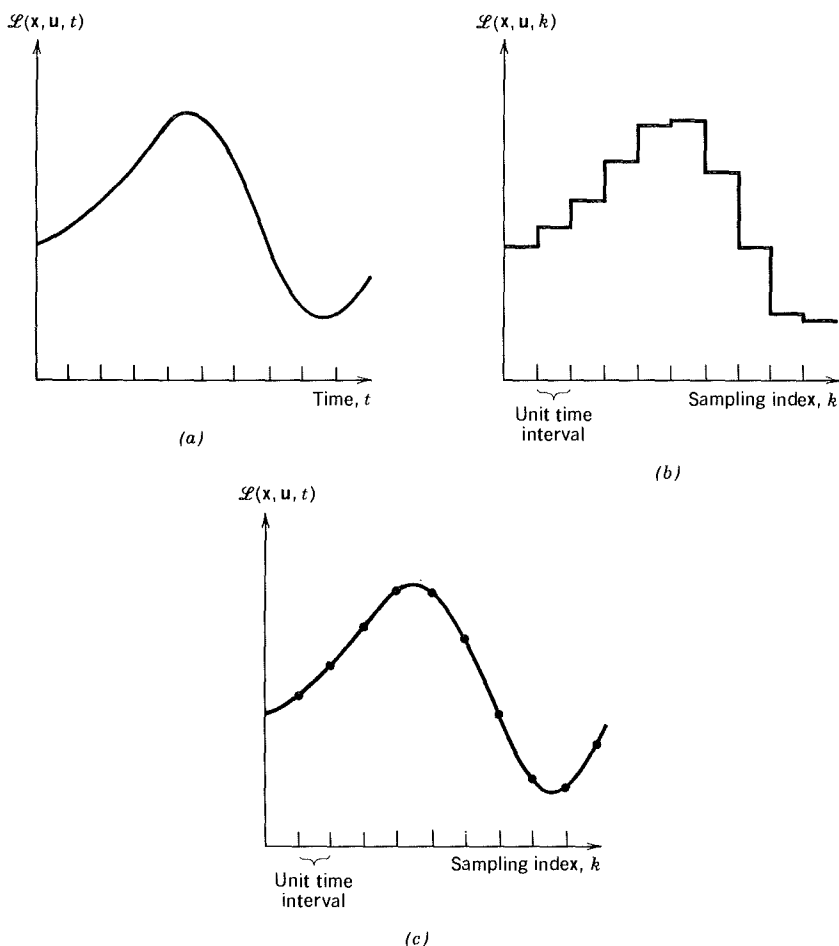 ℒ(x, u, t)
Time, t
(a)
ℒ(x, u, k)
Unit time
interval
Sampling index, k
(b)
ℒ(x, u, t)
Unit time
interval
Sampling index, k
(c)